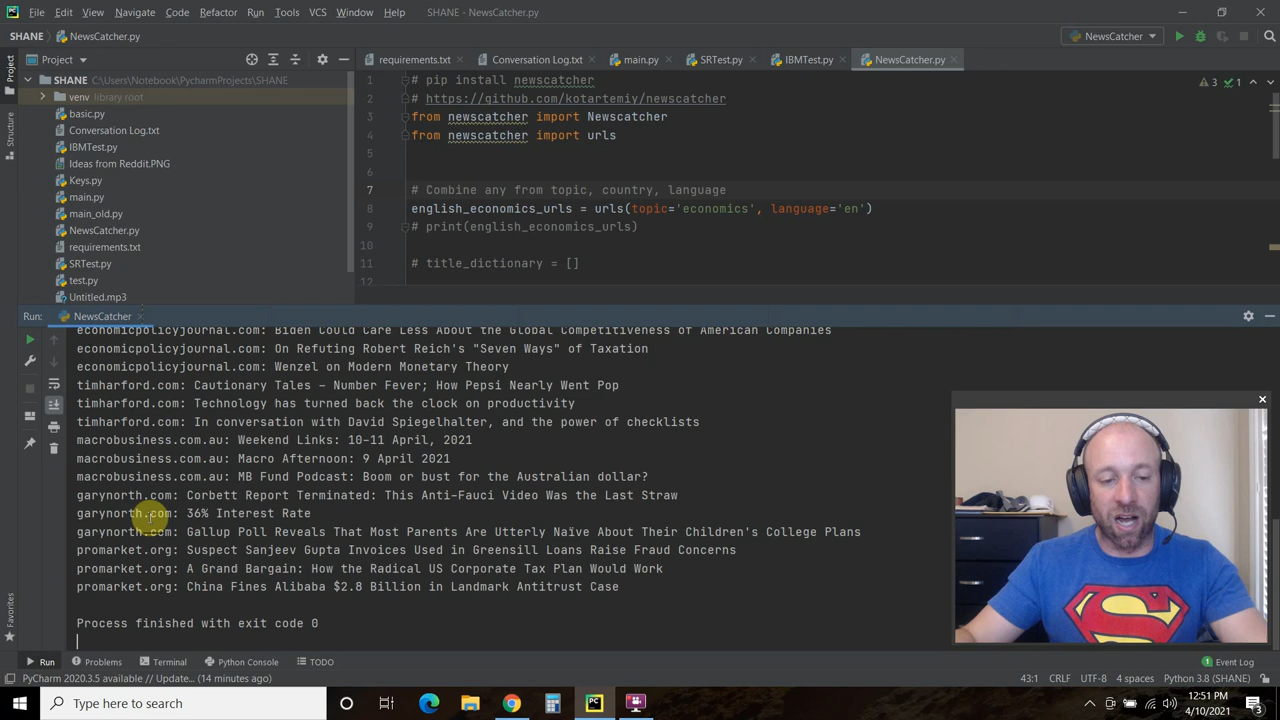 File Edit View Navigate Code Refactor Run Tools VCS Window Help SHANE - NewsCatcher.py
SHANE NewsCatcher.py NewsCatcher
Project requirements.txt Conversation Log.txt main.py SRTest.py IBMTest.py NewsCatcher.py
Project
Structure
Favorites
SHANE C:\Users\Notebook\PycharmProjects\SHANE
venv library root
basic.py
Conversation Log.txt
IBMTest.py
Ideas from Reddit.PNG
Keys.py
main.py
main_old.py
NewsCatcher.py
requirements.txt
SRTest.py
test.py
Untitled.mp3
3 1
1 # pip install newscatcher
2 # https://github.com/kotartemiy/newscatcher
3 from newscatcher import Newscatcher
4 from newscatcher import urls
5
6
7 # Combine any from topic, country, language
8 english_economics_urls = urls(topic='economics', language='en')
9 # print(english_economics_urls)
10
11 # title_dictionary = []
12
Run: NewsCatcher
economicpolicyjournal.com: Biden Could Care Less About the Global Competitiveness of American Companies
economicpolicyjournal.com: On Refuting Robert Reich's "Seven Ways" of Taxation
economicpolicyjournal.com: Wenzel on Modern Monetary Theory
timharford.com: Cautionary Tales – Number Fever; How Pepsi Nearly Went Pop
timharford.com: Technology has turned back the clock on productivity
timharford.com: In conversation with David Spiegelhalter, and the power of checklists
macrobusiness.com.au: Weekend Links: 10-11 April, 2021
macrobusiness.com.au: Macro Afternoon: 9 April 2021
macrobusiness.com.au: MB Fund Podcast: Boom or bust for the Australian dollar?
garynorth.com: Corbett Report Terminated: This Anti-Fauci Video Was the Last Straw
garynorth.com: 36% Interest Rate
garynorth.com: Gallup Poll Reveals That Most Parents Are Utterly Naïve About Their Children's College Plans
promarket.org: Suspect Sanjeev Gupta Invoices Used in Greensill Loans Raise Fraud Concerns
promarket.org: A Grand Bargain: How the Radical US Corporate Tax Plan Would Work
promarket.org: China Fines Alibaba $2.8 Billion in Landmark Antitrust Case
Process finished with exit code 0
Run Problems Terminal Python Console TODO 1 Event Log
PyCharm 2020.3.5 available // Update... (14 minutes ago) 43:1 CRLF UTF-8 4 spaces Python 3.8 (SHANE)
Type here to search
PC
12:51 PM
4/10/2021
3